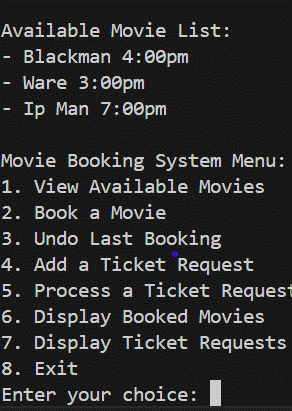 Available Movie List:
- Blackman 4:00pm
- Ware 3:00pm
- Ip Man 7:00pm
Movie Booking System Menu:
1. View Available Movies
2. Book a Movie
3. Undo Last Booking
4. Add a Ticket Request
5. Process a Ticket Request
6. Display Booked Movies
7. Display Ticket Requests
8. Exit
Enter your choice: